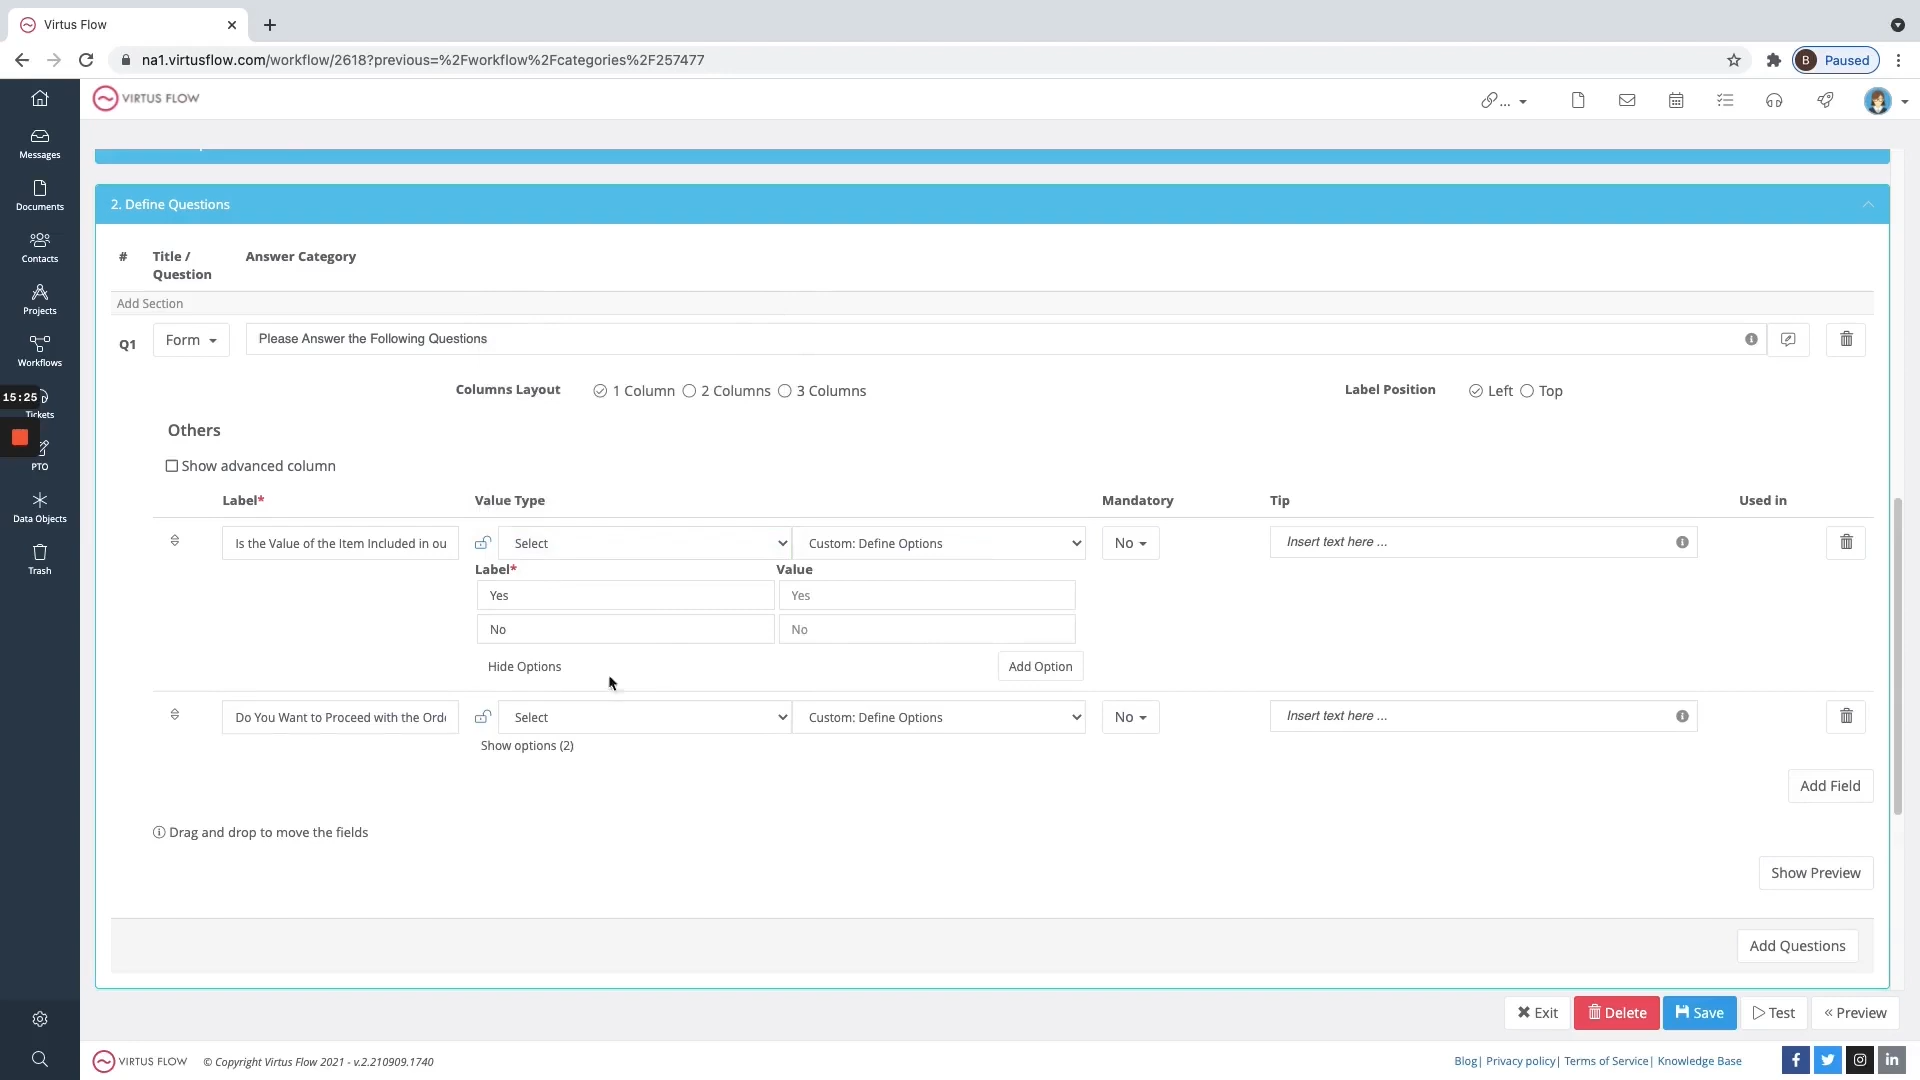 Virtus Flow
na1.virtusflow.com/workflow/2618?previous=%2Fworkflow%2Fcategories%2F257477
B Paused
VIRTUS FLOW
...
Messages
Documents
Contacts
Projects
Workflows
15:25
Tickets
PTO
Data Objects
Trash
2. Define Questions
# Title / Question Answer Category
Add Section
Q1 Form Please Answer the Following Questions
Columns Layout 1 Column 2 Columns 3 Columns Label Position Left Top
Others
Show advanced column
Label* Value Type Mandatory Tip Used in
Is the Value of the Item Included in ou Select Custom: Define Options No Insert text here ...
Label* Value
Yes Yes
No No
Hide Options Add Option
Do You Want to Proceed with the Orde Select Custom: Define Options No Insert text here ...
Show options (2)
Add Field
Drag and drop to move the fields
Show Preview
Add Questions
Exit Delete Save Test « Preview
VIRTUS FLOW © Copyright Virtus Flow 2021 - v.2.210909.1740 Blog| Privacy policy| Terms of Service| Knowledge Base